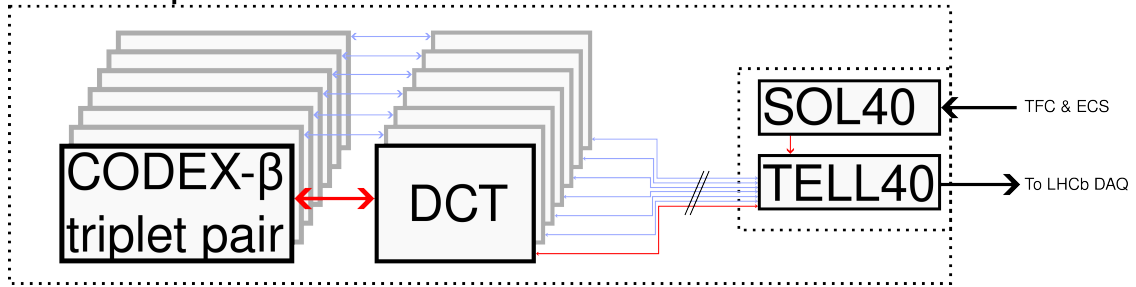 CODEX-β
triplet pair
DCT
SOL40
TELL40
TFC & ECS
To LHCb DAQ